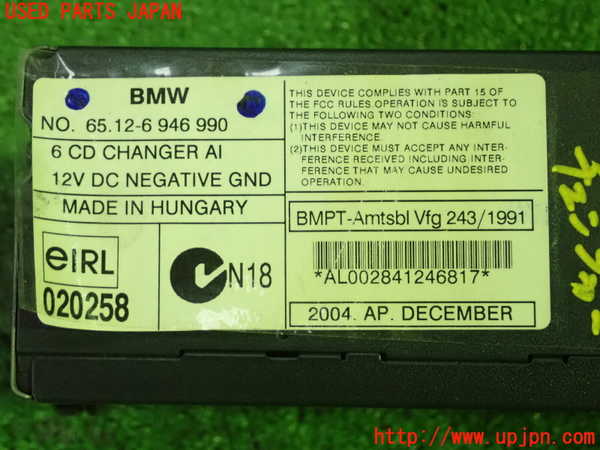 USED PARTS JAPAN
BMW
NO. 65.12-6 946 990
6 CD CHANGER AI
12V DC NEGATIVE GND
MADE IN HUNGARY
eIRL
020258
N18
THIS DEVICE COMPLIES WITH PART 15 OF
THE FCC RULES.OPERATION IS SUBJECT TO
THE FOLLOWING TWO CONDITIONS:
(1)THIS DEVICE MAY NOT CAUSE HARMFUL
INTERFERENCE.
(2)THIS DEVICE MUST ACCEPT ANY INTER-
FERENCE RECEIVED INCLUDING INTER-
FERENCE THAT MAY CAUSE UNDESIRED
OPERATION.
BMPT-Amtsbl Vfg 243/1991
*AL002841246817*
2004. AP. DECEMBER
UPJ
http://www.upjpn.com/